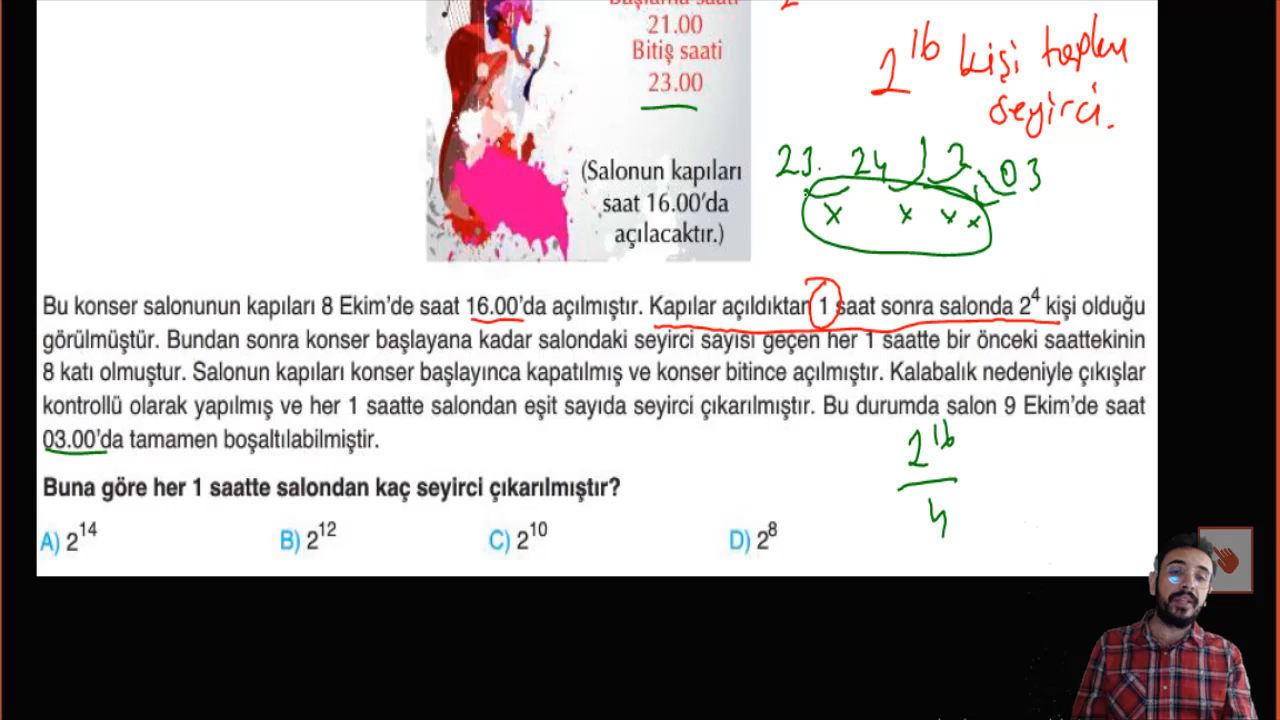 Başlama saati
21.00
Bitiş saati
23.00
(Salonun kapıları
saat 16.00'da
açılacaktır.)
2^16 kişi toplam
seyirci.
23. 24 1 2 03
x x x x
Bu konser salonunun kapıları 8 Ekim'de saat 16.00'da açılmıştır. Kapılar açıldıktan 1 saat sonra salonda 2^4 kişi olduğu
görülmüştür. Bundan sonra konser başlayana kadar salondaki seyirci sayısı geçen her 1 saatte bir önceki saattekinin
8 katı olmuştur. Salonun kapıları konser başlayınca kapatılmış ve konser bitince açılmıştır. Kalabalık nedeniyle çıkışlar
kontrollü olarak yapılmış ve her 1 saatte salondan eşit sayıda seyirci çıkarılmıştır. Bu durumda salon 9 Ekim'de saat
03.00'da tamamen boşaltılabilmiştir.
2^16
4
Buna göre her 1 saatte salondan kaç seyirci çıkarılmıştır?
A) 2^14 B) 2^12 C) 2^10 D) 2^8